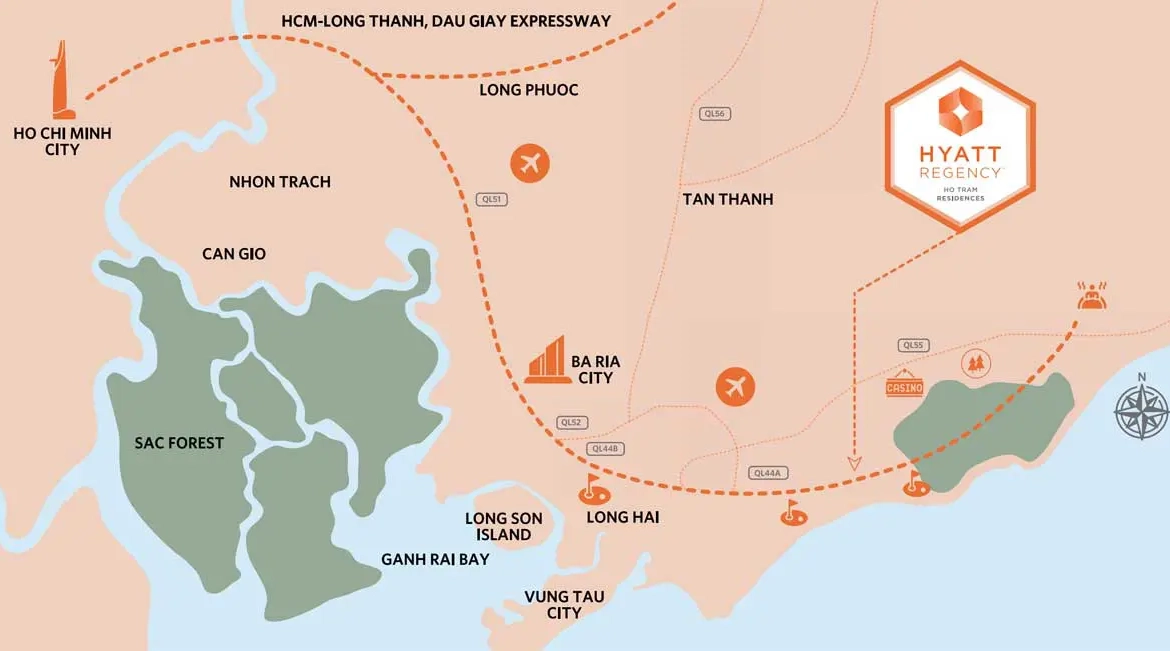 HCM-LONG THANH, DAU GIAY EXPRESSWAY
LONG PHUOC
HO CHI MINH
CITY
QL56
HYATT
REGENCY
HO TRAM
RESIDENCES
NHON TRACH
QL51
TAN THANH
CAN GIO
BA RIA
CITY
QL55
CASINO
N
QL52
SAC FOREST
QL44B
QL44A
LONG SON
ISLAND
LONG HAI
GANH RAI BAY
VUNG TAU
CITY